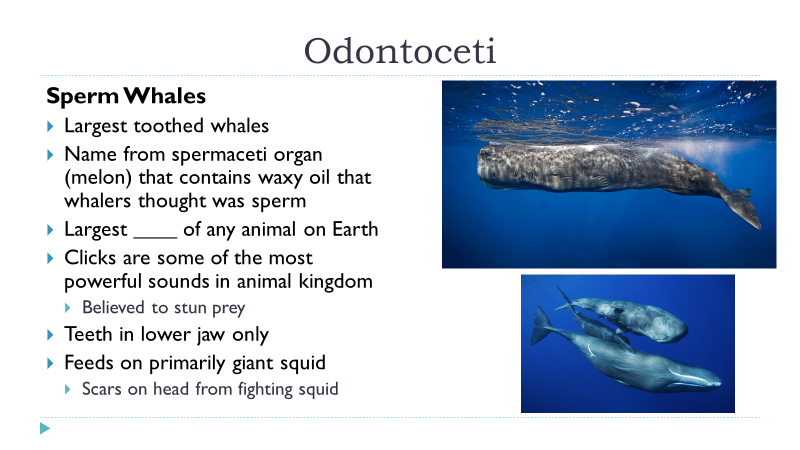 Odontoceti
Sperm Whales
Largest toothed whales
Name from spermaceti organ
(melon) that contains waxy oil that
whalers thought was sperm
Largest ____ of any animal on Earth
Clicks are some of the most
powerful sounds in animal kingdom
Believed to stun prey
Teeth in lower jaw only
Feeds on primarily giant squid
Scars on head from fighting squid